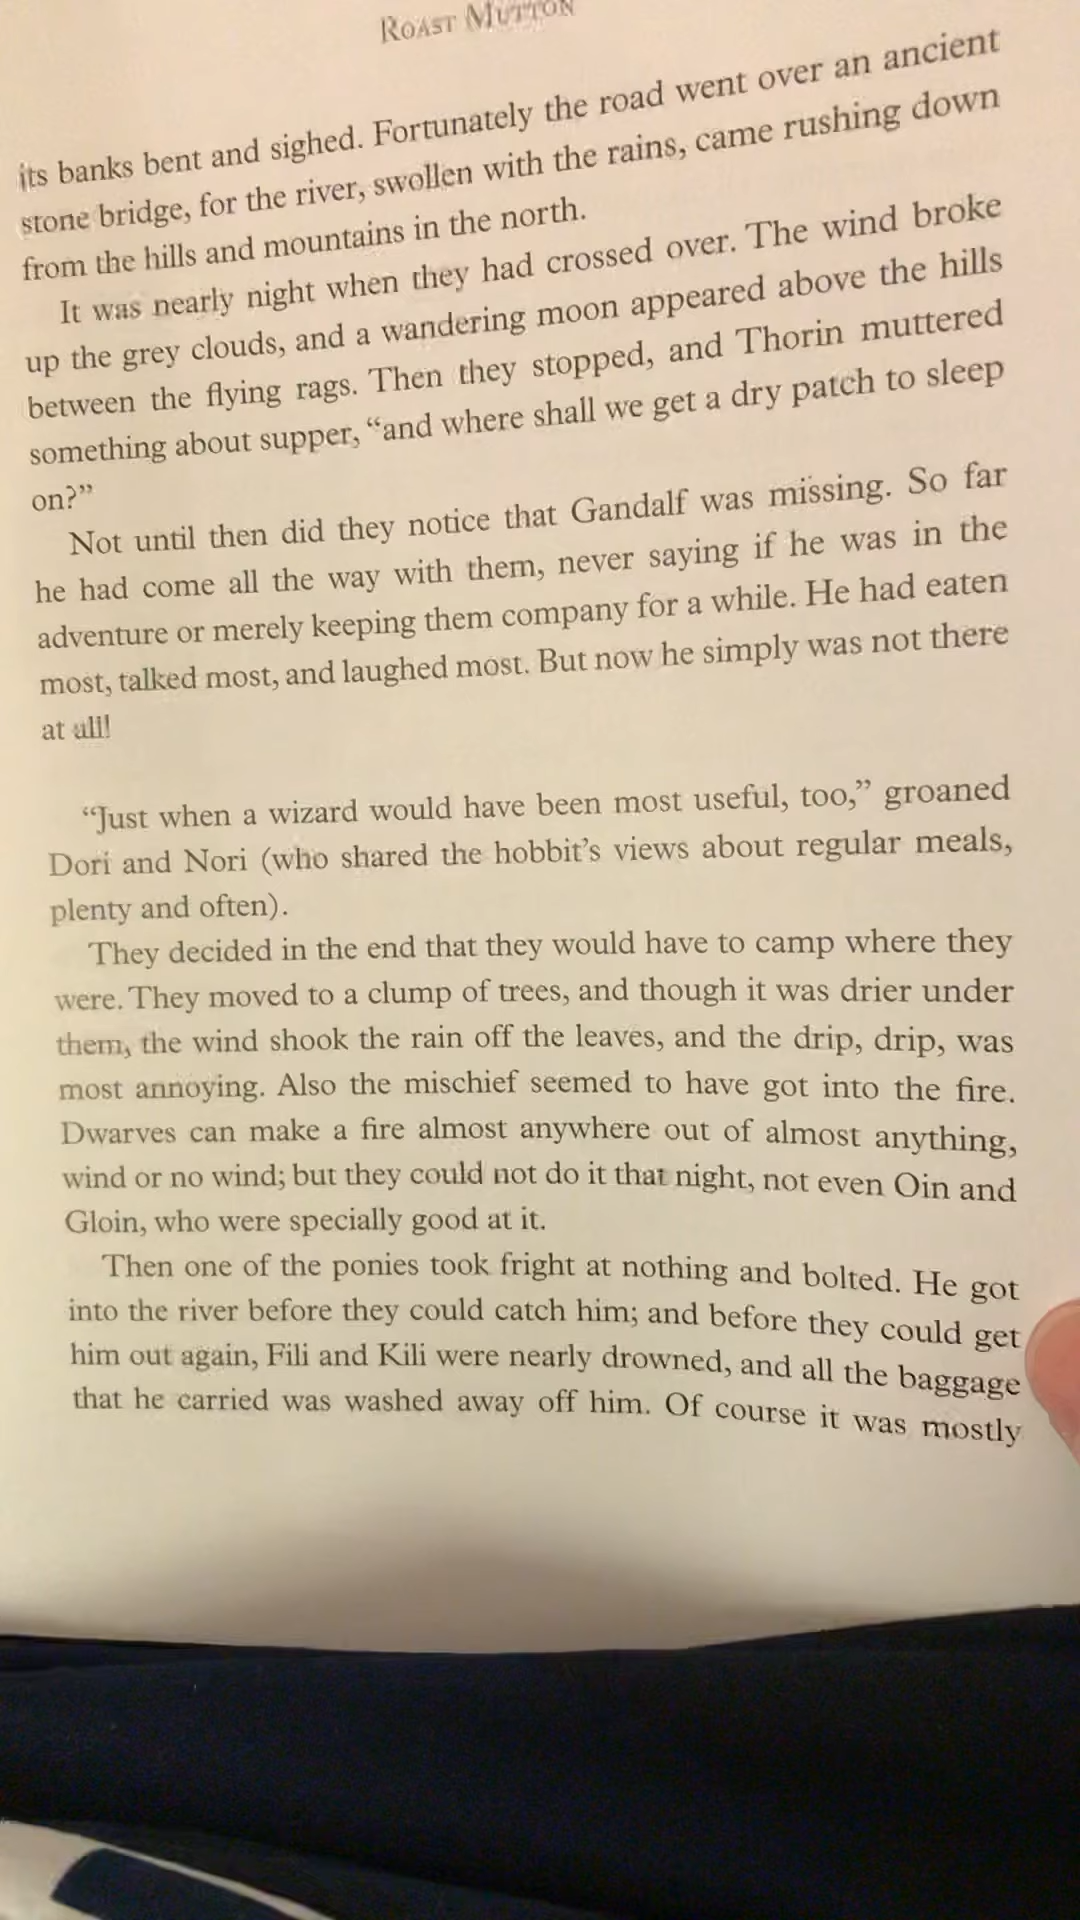 ROAST MUTTON
its banks bent and sighed. Fortunately the road went over an ancient
stone bridge, for the river, swollen with the rains, came rushing down
from the hills and mountains in the north.
It was nearly night when they had crossed over. The wind broke
up the grey clouds, and a wandering moon appeared above the hills
between the flying rags. Then they stopped, and Thorin muttered
something about supper, “and where shall we get a dry patch to sleep
on?”
Not until then did they notice that Gandalf was missing. So far
he had come all the way with them, never saying if he was in the
adventure or merely keeping them company for a while. He had eaten
most, talked most, and laughed most. But now he simply was not there
at all!
“Just when a wizard would have been most useful, too,” groaned
Dori and Nori (who shared the hobbit’s views about regular meals,
plenty and often).
They decided in the end that they would have to camp where they
were. They moved to a clump of trees, and though it was drier under
them, the wind shook the rain off the leaves, and the drip, drip, was
most annoying. Also the mischief seemed to have got into the fire.
Dwarves can make a fire almost anywhere out of almost anything,
wind or no wind; but they could not do it that night, not even Oin and
Gloin, who were specially good at it.
Then one of the ponies took fright at nothing and bolted. He got
into the river before they could catch him; and before they could get
him out again, Fili and Kili were nearly drowned, and all the baggage
that he carried was washed away off him. Of course it was mostly